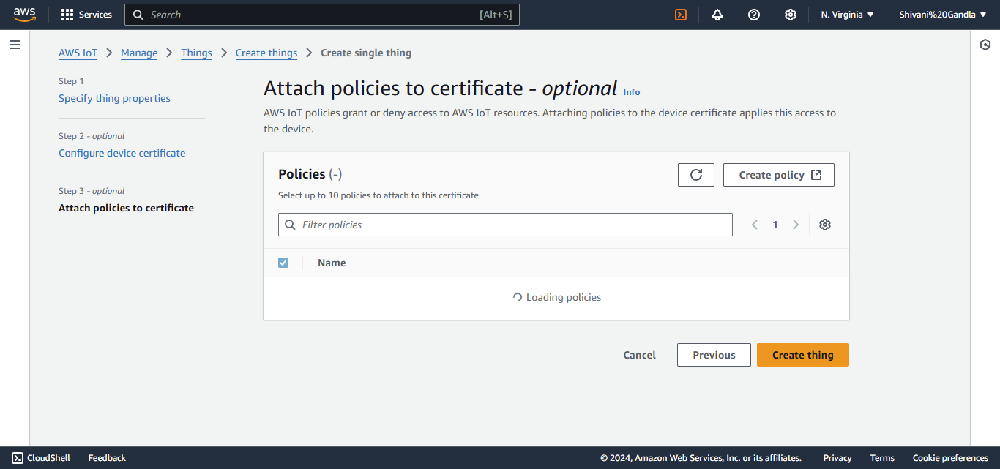 aws Services Search [Alt+S] N. Virginia Shivani%20Gandla
AWS IoT Manage Things Create things Create single thing
Step 1
Specify thing properties
Step 2 - optional
Configure device certificate
Step 3 - optional
Attach policies to certificate
Attach policies to certificate - optional Info
AWS IoT policies grant or deny access to AWS IoT resources. Attaching policies to the device certificate applies this access to
the device.
Policies (-)
Create policy
Select up to 10 policies to attach to this certificate.
Filter policies
1
Name
Loading policies
Cancel Previous Create thing
CloudShell Feedback © 2024, Amazon Web Services, Inc. or its affiliates. Privacy Terms Cookie preferences